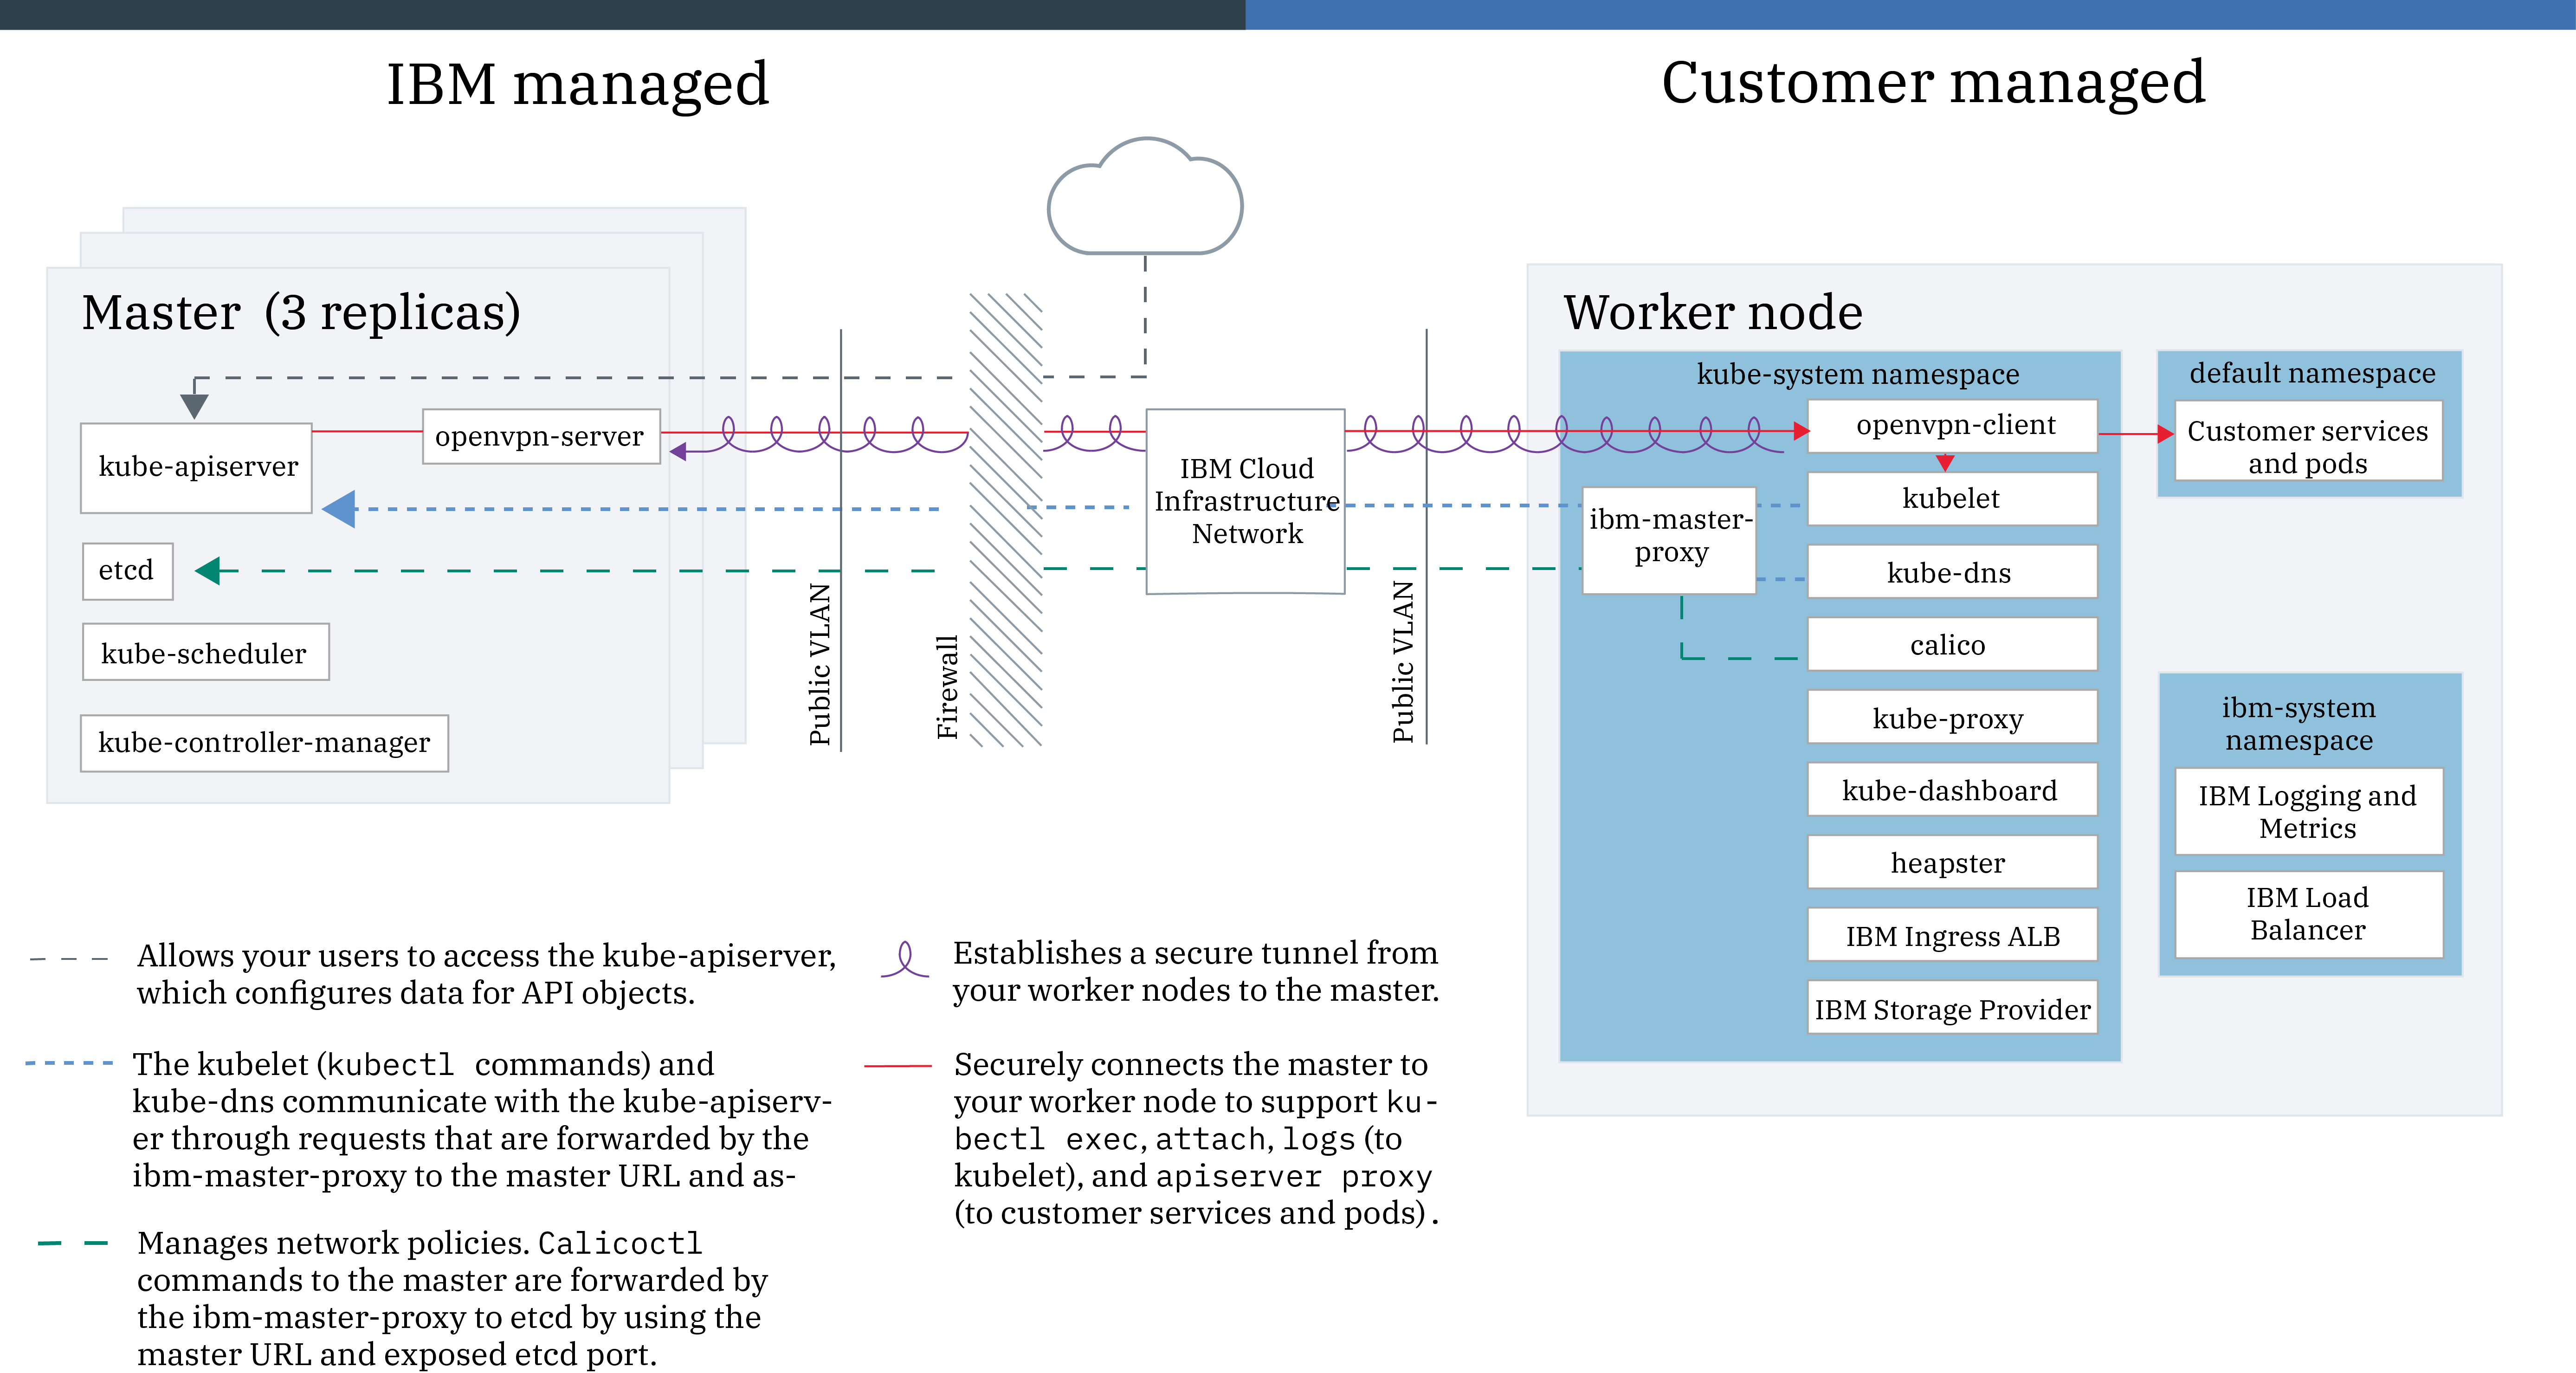 IBM managed
Customer managed
Master (3 replicas)
kube-apiserver
openvpn-server
etcd
kube-scheduler
kube-controller-manager
Public VLAN
Firewall
IBM Cloud
Infrastructure
Network
Public VLAN
Worker node
kube-system namespace
ibm-master-
proxy
openvpn-client
kubelet
kube-dns
calico
kube-proxy
kube-dashboard
heapster
IBM Ingress ALB
IBM Storage Provider
default namespace
Customer services
and pods
ibm-system
namespace
IBM Logging and
Metrics
IBM Load
Balancer
Allows your users to access the kube-apiserver,
which configures data for API objects.
The kubelet (kubectl commands) and
kube-dns communicate with the kube-apiserv-
er through requests that are forwarded by the
ibm-master-proxy to the master URL and as-
Manages network policies. Calicoctl
commands to the master are forwarded by
the ibm-master-proxy to etcd by using the
master URL and exposed etcd port.
Establishes a secure tunnel from
your worker nodes to the master.
Securely connects the master to
your worker node to support ku-
bectl exec, attach, logs (to
kubelet), and apiserver proxy
(to customer services and pods).